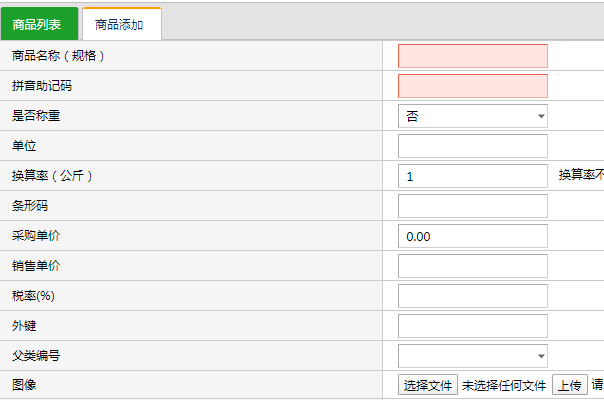 商品列表 商品添加
商品名称（规格）
拼音助记码
是否称重 否
单位
换算率（公斤） 1 换算率不
条形码
采购单价 0.00
销售单价
税率(%)
外键
父类编号
图像 选择文件 未选择任何文件 上传 请